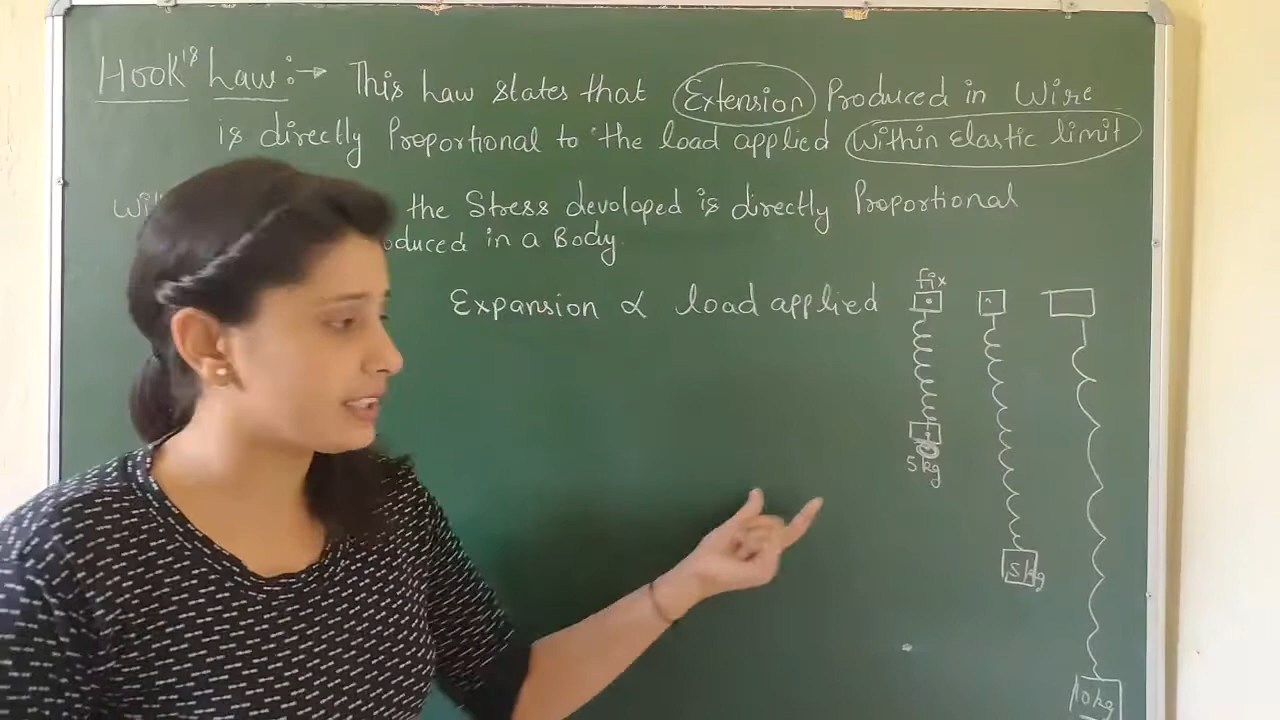 Hook's Law :→ This Law states that Extension Produced in Wire
is directly Proportional to the load applied Within Elastic limit
the Stress devoloped is directly Proportional
oduced in a Body.
Expansion ∝ load applied
fix
5kg
5kg
10kg